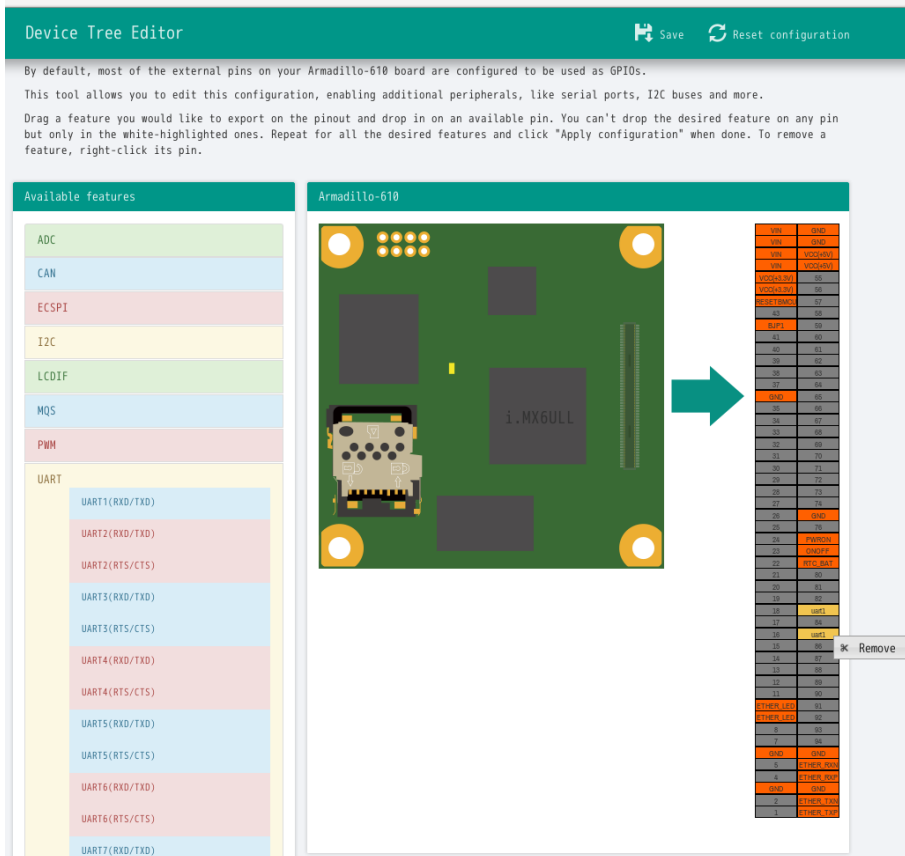 Device Tree Editor
Save
Reset configuration
By default, most of the external pins on your Armadillo-610 board are configured to be used as GPIOs.
This tool allows you to edit this configuration, enabling additional peripherals, like serial ports, I2C buses and more.
Drag a feature you would like to export on the pinout and drop in on an available pin. You can't drop the desired feature on any pin
but only in the white-highlighted ones. Repeat for all the desired features and click "Apply configuration" when done. To remove a
feature, right-click its pin.
Available features
ADC
CAN
ECSPI
I2C
LCDIF
MQS
PWM
UART
UART1(RXD/TXD)
UART2(RXD/TXD)
UART2(RTS/CTS)
UART3(RXD/TXD)
UART3(RTS/CTS)
UART4(RXD/TXD)
UART4(RTS/CTS)
UART5(RXD/TXD)
UART5(RTS/CTS)
UART6(RXD/TXD)
UART6(RTS/CTS)
UART7(RXD/TXD)
Armadillo-610
i.MX6ULL
VIN GND
VIN GND
VIN VCC(+5V)
VIN VCC(+5V)
VCC(+3.3V) 55
VCC(+3.3V) 56
RESETBMCU 57
43 58
BJP1 59
41 60
40 61
39 62
38 63
37 64
GND 65
35 66
34 67
33 68
32 69
31 70
30 71
29 72
28 73
27 74
26 GND
25 76
24 PWRON
23 ONOFF
22 RTC_BAT
21 80
20 81
19 82
18 uart1
17 84
16 uart1
15 86
14 87
13 88
12 89
11 90
ETHER_LED 91
ETHER_LED 92
8 93
7 94
GND GND
5 ETHER_RXN
4 ETHER_RXP
GND GND
2 ETHER_TXN
1 ETHER_TXP
Remove